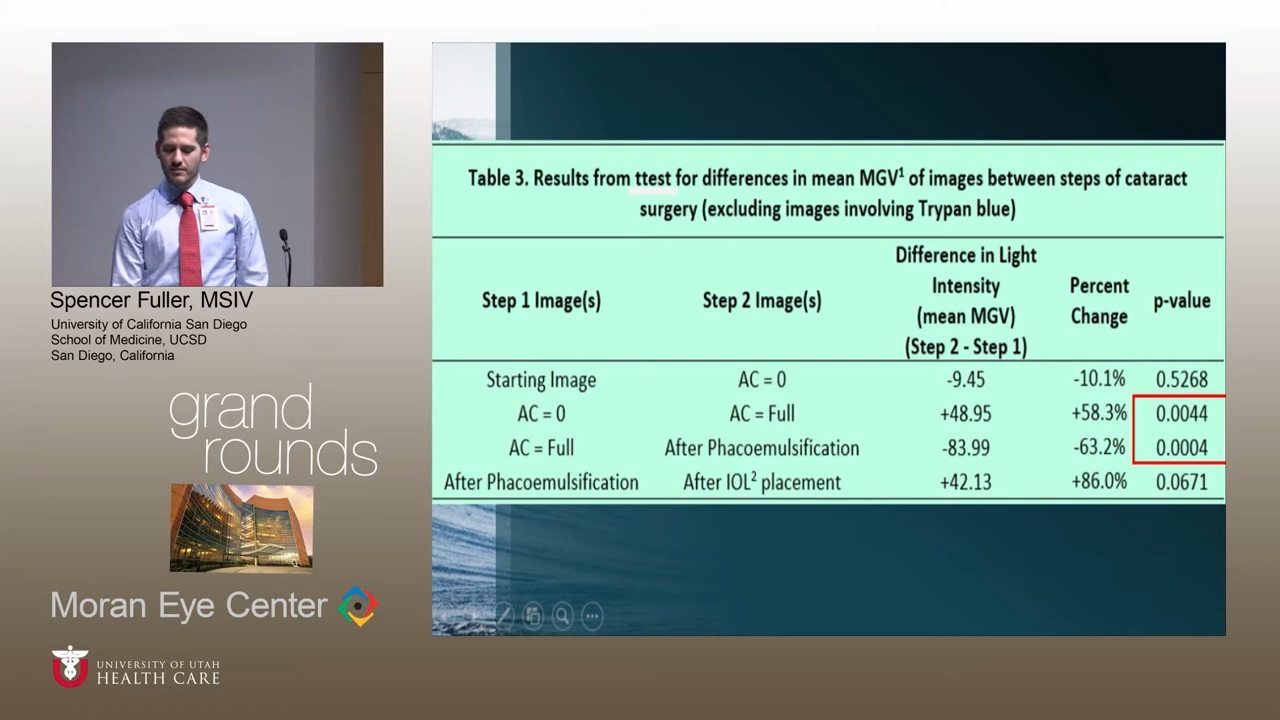 Spencer Fuller, MSIV
University of California San Diego
School of Medicine, UCSD
San Diego, California
grand
rounds
Moran Eye Center
UNIVERSITY OF UTAH
HEALTH CARE
U
Table 3. Results from ttest for differences in mean MGV¹ of images between steps of cataract
surgery (excluding images involving Trypan blue)
Step 1 Image(s) Step 2 Image(s) Difference in Light Intensity (mean MGV) (Step 2 - Step 1) Percent Change p-value
Starting Image AC = 0 -9.45 -10.1% 0.5268
AC = 0 AC = Full +48.95 +58.3% 0.0044
AC = Full After Phacoemulsification -83.99 -63.2% 0.0004
After Phacoemulsification After IOL² placement +42.13 +86.0% 0.0671